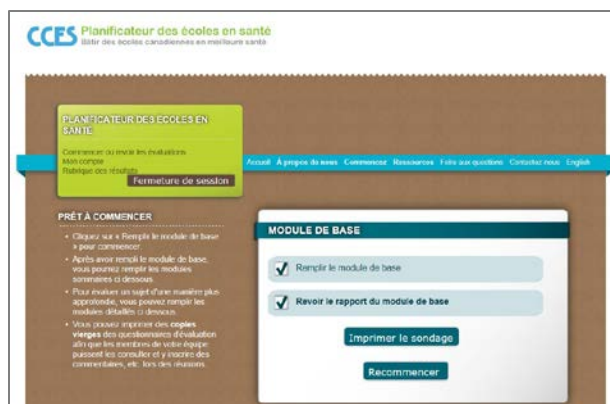 CCES Planificateur des écoles en santé
Bâtir des écoles canadiennes en meilleure santé
PLANIFICATEUR DES ECOLES EN
SANTÉ
Commencer ou revoir les évaluations
Mon compte
Rubrique des résultats
Fermeture de session
Accueil À propos de nous Commencer Ressources Foire aux questions Contactez nous English
PRÊT À COMMENCER
• Cliquez sur « Remplir le module de base
» pour commencer
• Après avoir rempli le module de base,
vous pourrez remplir les modules
sommaires ci dessous.
• Pour évaluer un sujet d'une manière plus
approfondie, vous pouvez remplir les
modules détaillés ci dessous.
• Vous pouvez imprimer des copies
vierges des questionnaires d'évaluation
afin que les membres de votre équipe
puissent les consulter et y inscrire des
commentaires, etc. lors des réunions.
MODULE DE BASE
Remplir le module de base
Revoir le rapport du module de base
Imprimer le sondage
Recommencer